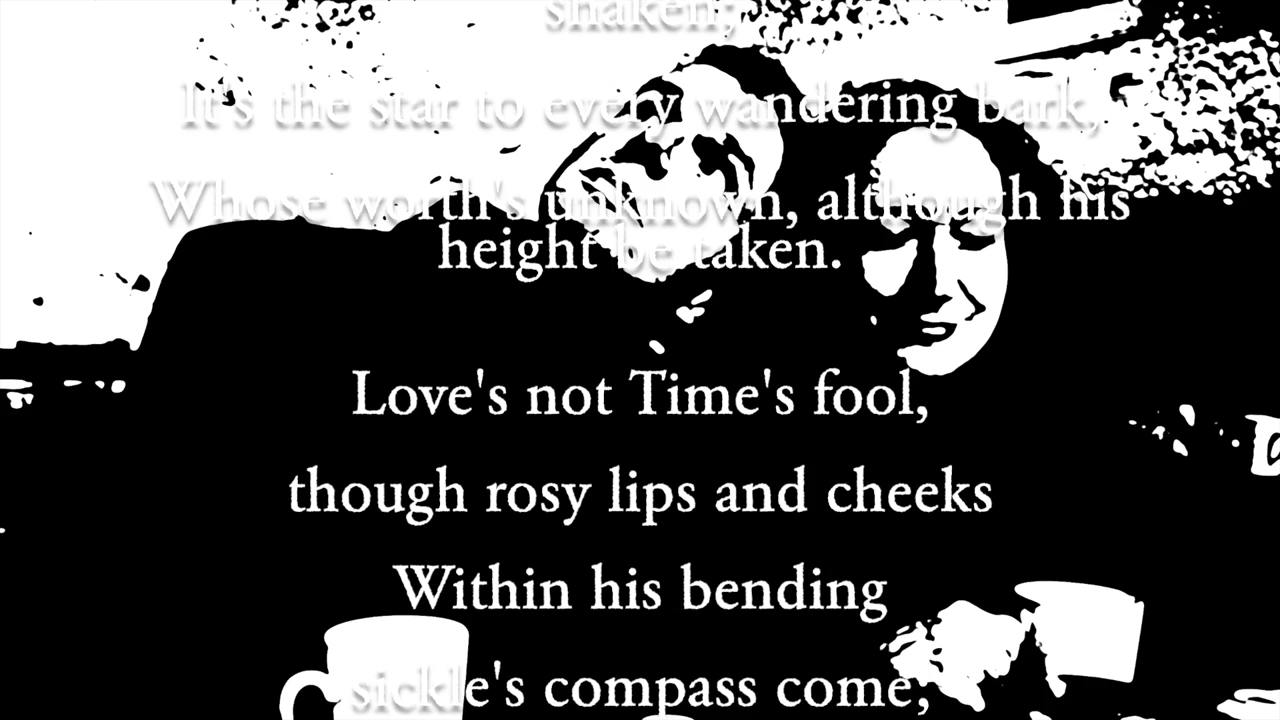 shaken;
It's the star to every wandering bark,
Whose worth's unknown, although his
height be taken.
Love's not Time's fool,
though rosy lips and cheeks
Within his bending
sickle's compass come;